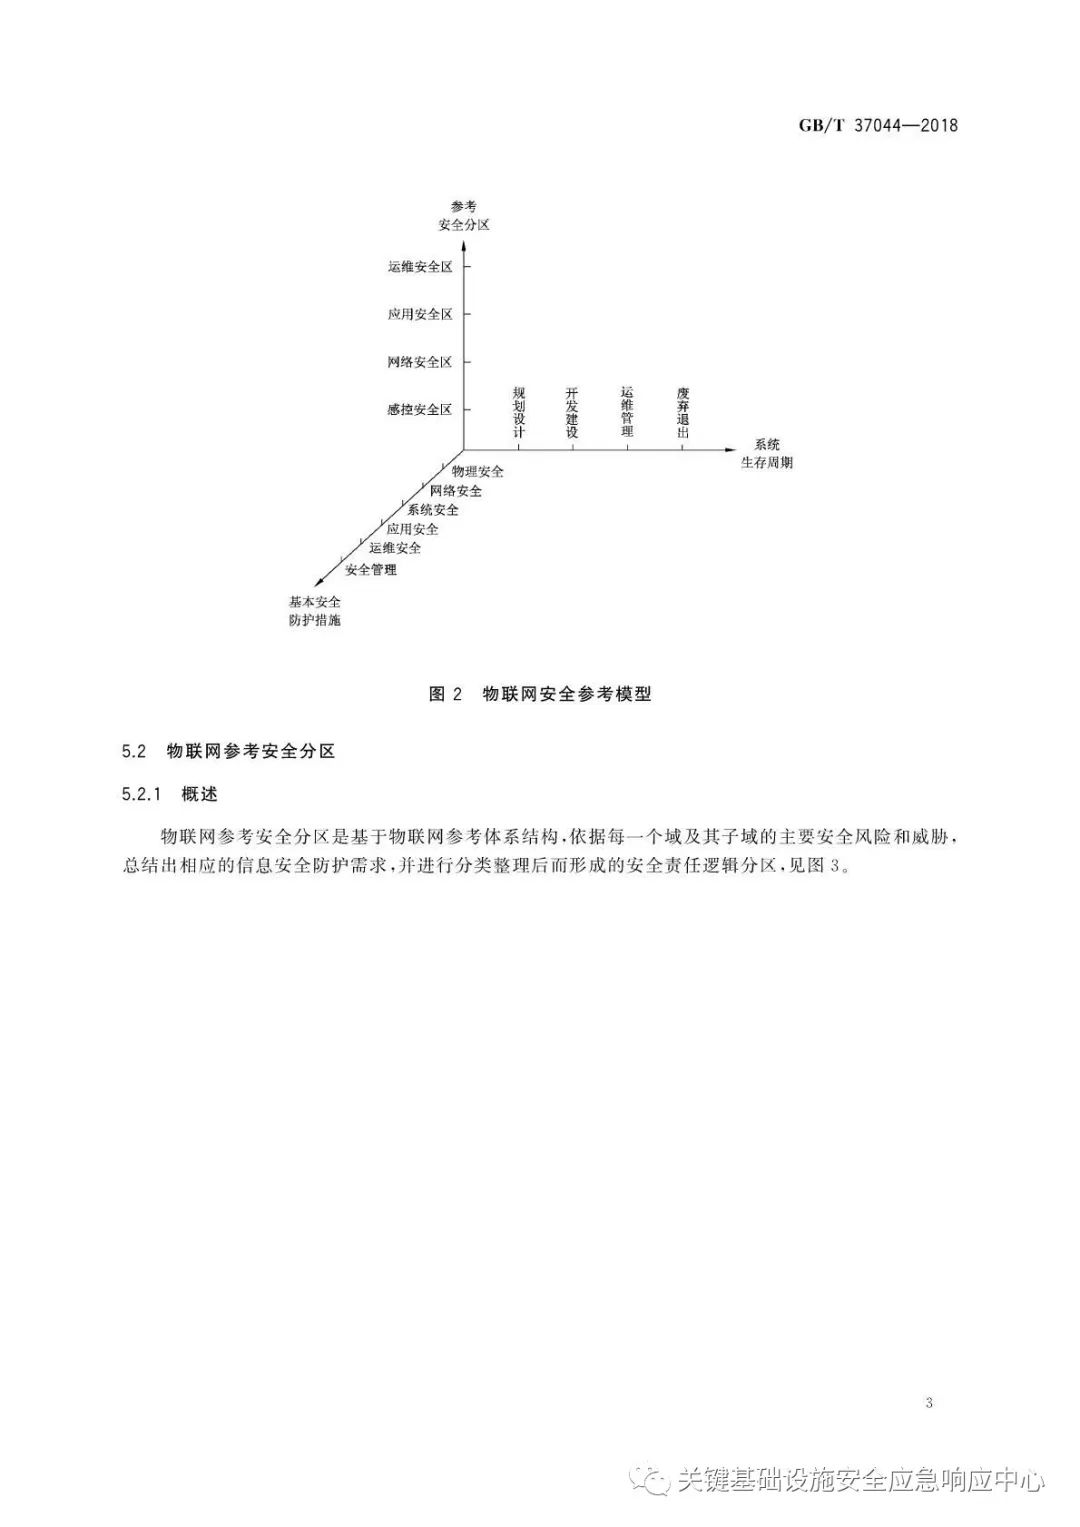 GB/T 37044—2018
参考
安全分区
运维安全区
应用安全区
网络安全区
感控安全区
规划设计
开发建设
运维管理
废弃退出
系统
生存周期
物理安全
网络安全
系统安全
应用安全
运维安全
安全管理
基本安全
防护措施
图 2 物联网安全参考模型
5.2 物联网参考安全分区
5.2.1 概述
物联网参考安全分区是基于物联网参考体系结构,依据每一个域及其子域的主要安全风险和威胁,
总结出相应的信息安全防护需求,并进行分类整理后而形成的安全责任逻辑分区,见图 3。
3
关键基础设施安全应急响应中心